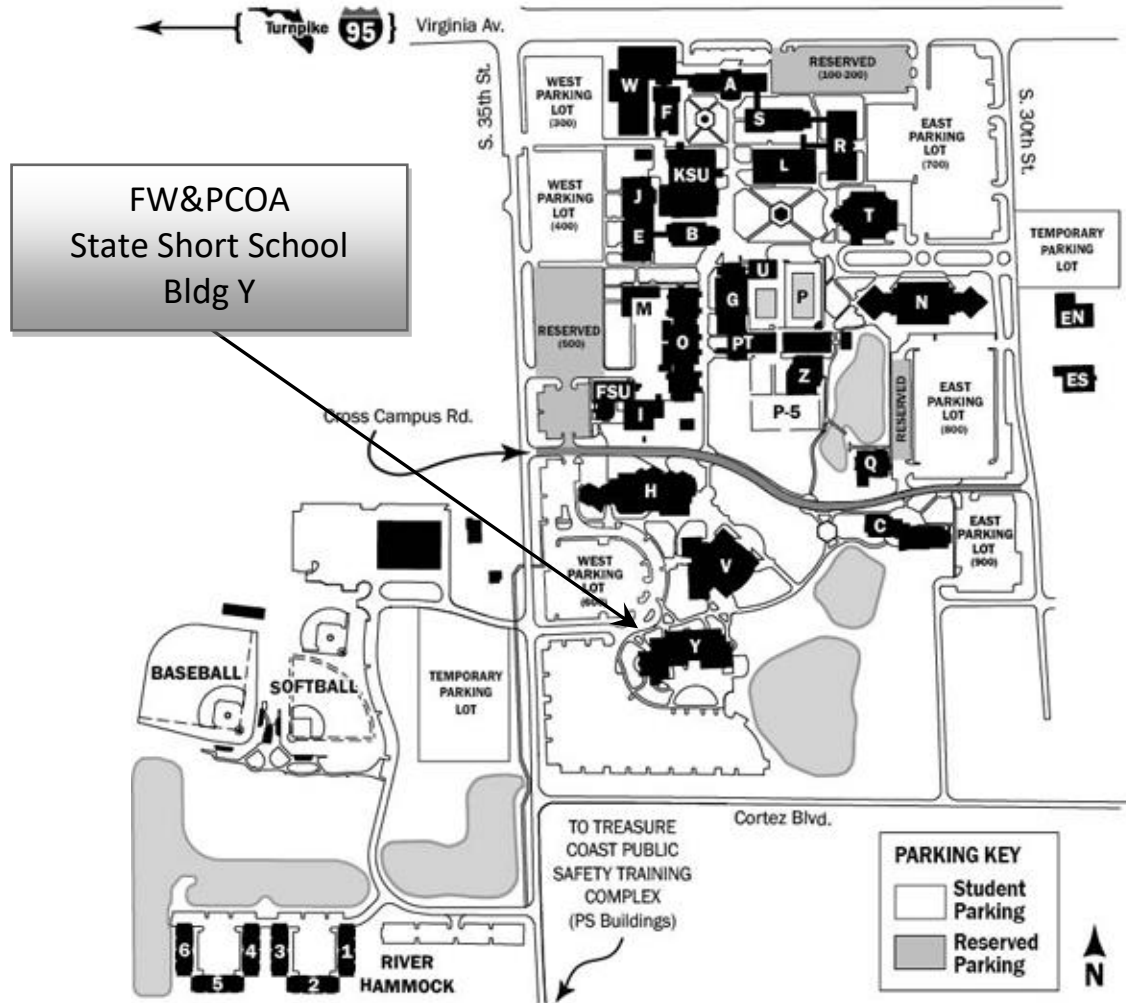 Turnpike
95
Virginia Av.
S. 35th St.
S. 30th St.
W
A
F
S
R
L
KSU
J
E
B
T
U
G
P
N
M
O
PT
Z
P-5
FSU
I
Q
H
C
V
Y
EN
ES
RESERVED
(100-200)
WEST
PARKING
LOT
(300)
EAST
PARKING
LOT
(700)
WEST
PARKING
LOT
(400)
TEMPORARY
PARKING
LOT
FW&PCOA
State Short School
Bldg Y
RESERVED
(500)
RESERVED
EAST
PARKING
LOT
(800)
Cross Campus Rd.
EAST
PARKING
LOT
(900)
WEST
PARKING
LOT
(600)
BASEBALL
SOFTBALL
TEMPORARY
PARKING
LOT
Cortez Blvd.
TO TREASURE
COAST PUBLIC
SAFETY TRAINING
COMPLEX
(PS Buildings)
PARKING KEY
Student
Parking
Reserved
Parking
N
6
5
4
3
2
1
RIVER
HAMMOCK